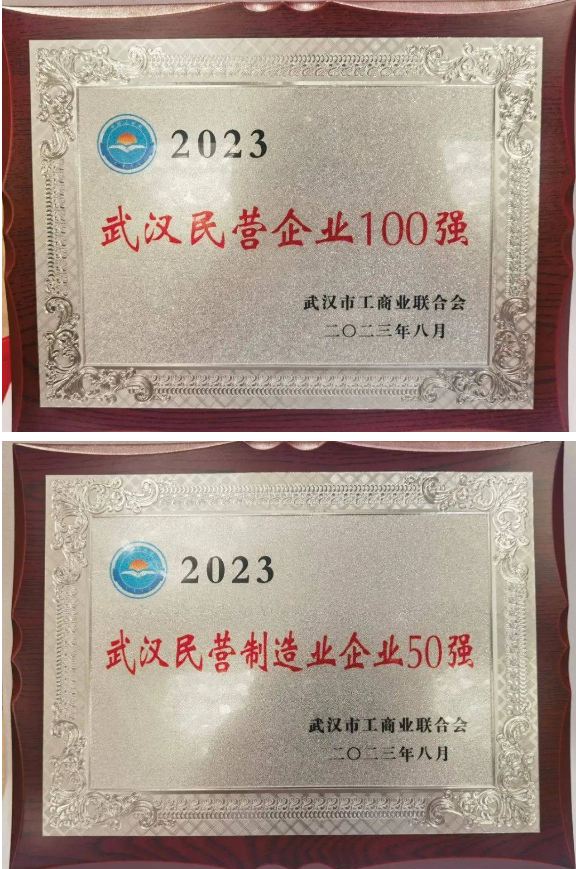 2023
武汉民营企业100强
武汉市工商业联合会
二〇二三年八月
2023
武汉民营制造业企业50强
武汉市工商业联合会
二〇二三年八月